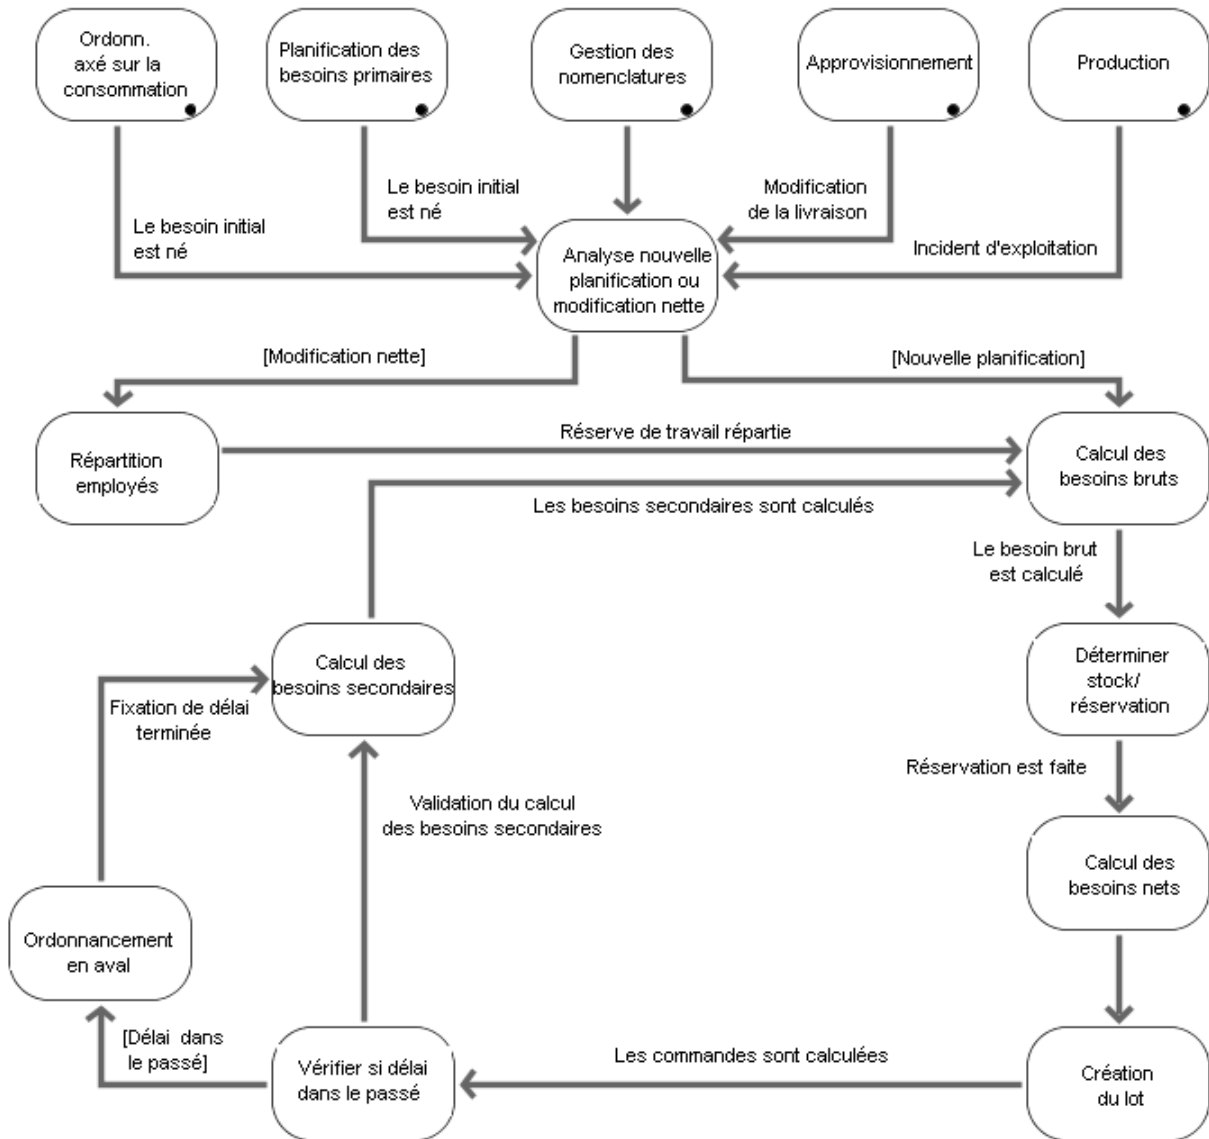 Ordonn.
axé sur la
consommation
Planification des
besoins primaires
Gestion des
nomenclatures
Approvisionnement
Production
Le besoin initial
est né
Le besoin initial
est né
Modification
de la livraison
Incident d'exploitation
Analyse nouvelle
planification ou
modification nette
[Modification nette]
[Nouvelle planification]
Répartition
employés
Réserve de travail répartie
Calcul des
besoins bruts
Les besoins secondaires sont calculés
Le besoin brut
est calculé
Calcul des
besoins secondaires
Déterminer
stock/
réservation
Fixation de délai
terminée
Réservation est faite
Validation du calcul
des besoins secondaires
Calcul des
besoins nets
Ordonnancement
en aval
[Délai dans
le passé]
Vérifier si délai
dans le passé
Les commandes sont calculées
Création
du lot